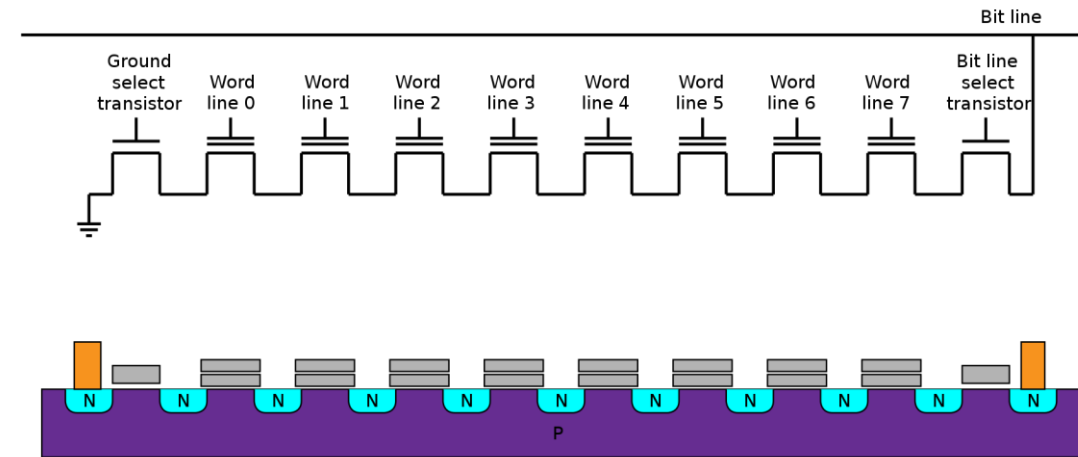 Bit line
Ground
select
transistor
Word
line 0
Word
line 1
Word
line 2
Word
line 3
Word
line 4
Word
line 5
Word
line 6
Word
line 7
Bit line
select
transistor
N N N N N N N N N N N
P